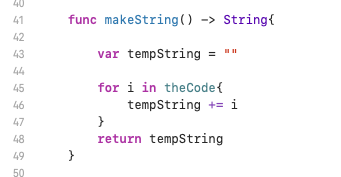 40
41 func makeString() -> String{
42
43 var tempString = ""
44
45 for i in theCode{
46 tempString += i
47 }
48 return tempString
49 }
50